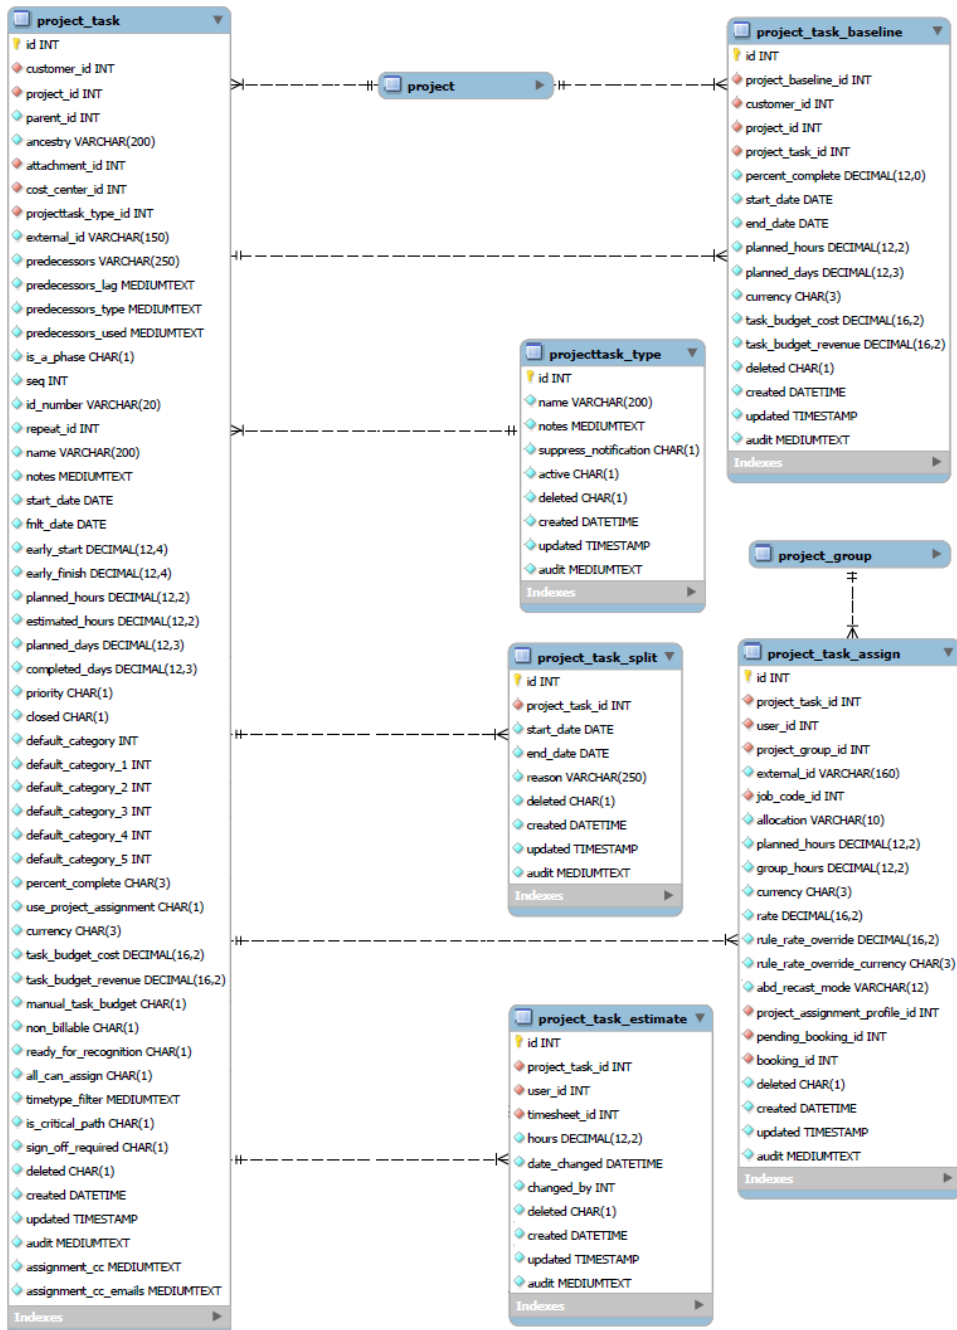 project_task
id INT
customer_id INT
project_id INT
parent_id INT
ancestry VARCHAR(200)
attachment_id INT
cost_center_id INT
projecttask_type_id INT
external_id VARCHAR(150)
predecessors VARCHAR(250)
predecessors_lag MEDIUMTEXT
predecessors_type MEDIUMTEXT
predecessors_used MEDIUMTEXT
is_a_phase CHAR(1)
seq INT
id_number VARCHAR(20)
repeat_id INT
name VARCHAR(200)
notes MEDIUMTEXT
start_date DATE
fnlt_date DATE
early_start DECIMAL(12,4)
early_finish DECIMAL(12,4)
planned_hours DECIMAL(12,2)
estimated_hours DECIMAL(12,2)
planned_days DECIMAL(12,3)
completed_days DECIMAL(12,3)
priority CHAR(1)
closed CHAR(1)
default_category INT
default_category_1 INT
default_category_2 INT
default_category_3 INT
default_category_4 INT
default_category_5 INT
percent_complete CHAR(3)
use_project_assignment CHAR(1)
currency CHAR(3)
task_budget_cost DECIMAL(16,2)
task_budget_revenue DECIMAL(16,2)
manual_task_budget CHAR(1)
non_billable CHAR(1)
ready_for_recognition CHAR(1)
all_can_assign CHAR(1)
timetype_filter MEDIUMTEXT
is_critical_path CHAR(1)
sign_off_required CHAR(1)
deleted CHAR(1)
created DATETIME
updated TIMESTAMP
audit MEDIUMTEXT
assignment_cc MEDIUMTEXT
assignment_cc_emails MEDIUMTEXT
Indexes
project
project_task_baseline
id INT
project_baseline_id INT
customer_id INT
project_id INT
project_task_id INT
percent_complete DECIMAL(12,0)
start_date DATE
end_date DATE
planned_hours DECIMAL(12,2)
planned_days DECIMAL(12,3)
currency CHAR(3)
task_budget_cost DECIMAL(16,2)
task_budget_revenue DECIMAL(16,2)
deleted CHAR(1)
created DATETIME
updated TIMESTAMP
audit MEDIUMTEXT
Indexes
projecttask_type
id INT
name VARCHAR(200)
notes MEDIUMTEXT
suppress_notification CHAR(1)
active CHAR(1)
deleted CHAR(1)
created DATETIME
updated TIMESTAMP
audit MEDIUMTEXT
Indexes
project_group
project_task_split
id INT
project_task_id INT
start_date DATE
end_date DATE
reason VARCHAR(250)
deleted CHAR(1)
created DATETIME
updated TIMESTAMP
audit MEDIUMTEXT
Indexes
project_task_assign
id INT
project_task_id INT
user_id INT
project_group_id INT
external_id VARCHAR(160)
job_code_id INT
allocation VARCHAR(10)
planned_hours DECIMAL(12,2)
group_hours DECIMAL(12,2)
currency CHAR(3)
rate DECIMAL(16,2)
rule_rate_override DECIMAL(16,2)
rule_rate_override_currency CHAR(3)
abd_recast_mode VARCHAR(12)
project_assignment_profile_id INT
pending_booking_id INT
booking_id INT
deleted CHAR(1)
created DATETIME
updated TIMESTAMP
audit MEDIUMTEXT
Indexes
project_task_estimate
id INT
project_task_id INT
user_id INT
timesheet_id INT
hours DECIMAL(12,2)
date_changed DATETIME
changed_by INT
deleted CHAR(1)
created DATETIME
updated TIMESTAMP
audit MEDIUMTEXT
Indexes